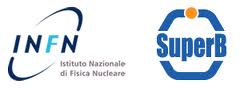 INFN
Istituto Nazionale
di Fisica Nucleare
SuperB